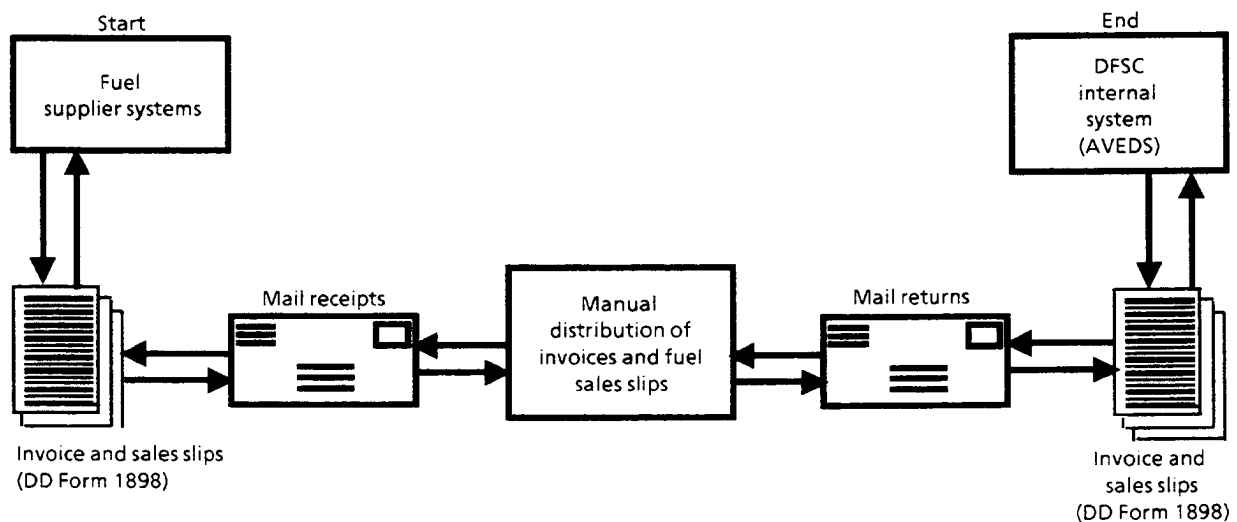 Start
Fuel
supplier systems
End
DFSC
internal
system
(AVEDS)
Mail receipts
Manual
distribution of
invoices and fuel
sales slips
Mail returns
Invoice and sales slips
(DD Form 1898)
Invoice and
sales slips
(DD Form 1898)